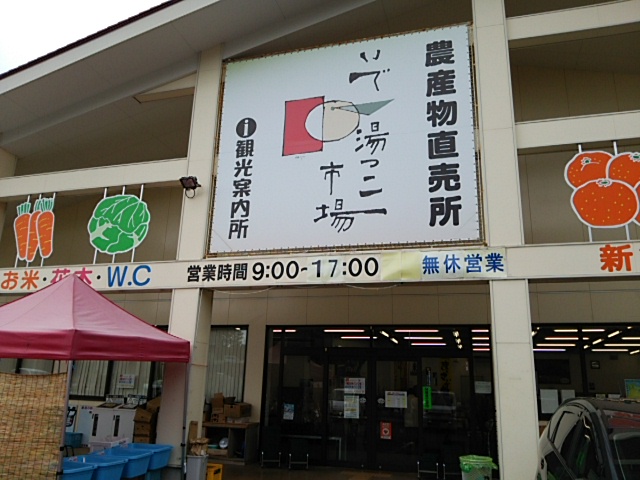 農産物直売所
いで湯っこ市場
i観光案内所
お米・花木・W.C
営業時間 9:00-17:00
無休営業
新